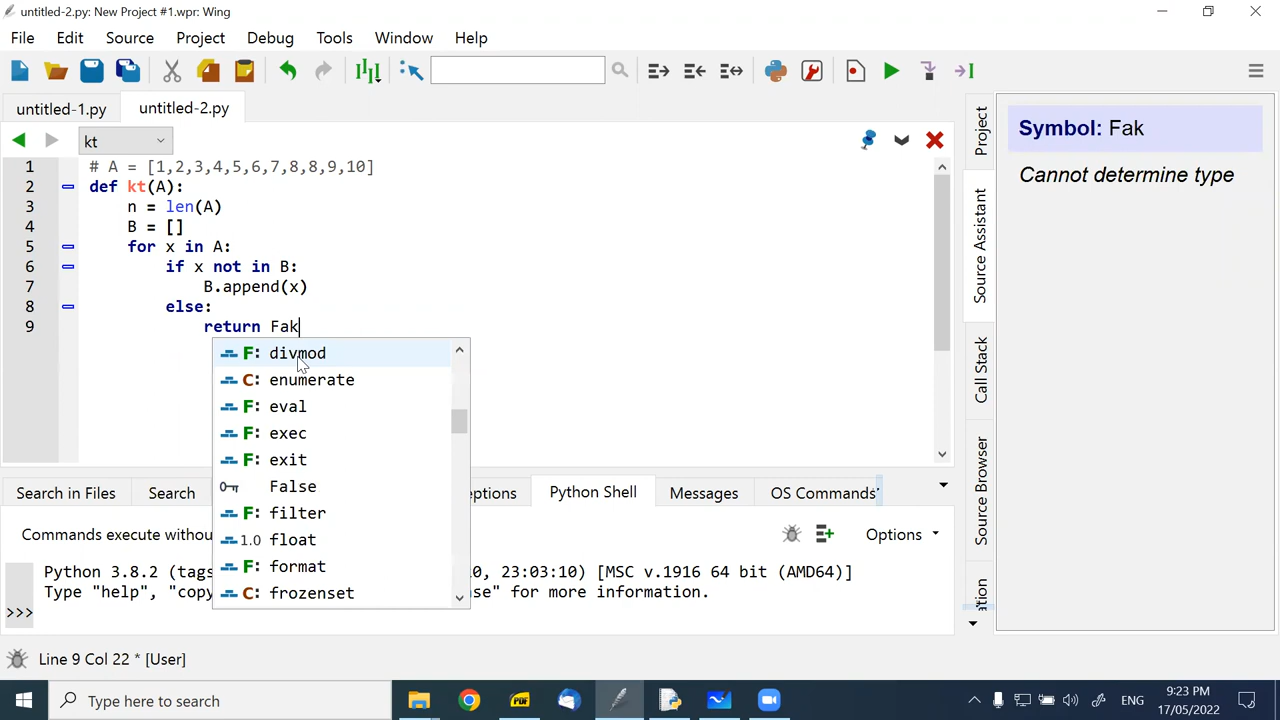 untitled-2.py: New Project #1.wpr: Wing
File Edit Source Project Debug Tools Window Help
untitled-1.py untitled-2.py
kt
1 # A = [1,2,3,4,5,6,7,8,8,9,10]
2 def kt(A):
3 n = len(A)
4 B = []
5 for x in A:
6 if x not in B:
7 B.append(x)
8 else:
9 return Fak
F: divmod
C: enumerate
F: eval
F: exec
F: exit
False
F: filter
1.0 float
F: format
C: frozenset
Project
Source Assistant
Call Stack
Source Browser
ation
Symbol: Fak
Cannot determine type
Search in Files Search eptions Python Shell Messages OS Commands
Commands execute withou Options
Python 3.8.2 (tags 10, 23:03:10) [MSC v.1916 64 bit (AMD64)]
Type "help", "copy se" for more information.
>>>
Line 9 Col 22 * [User]
Type here to search
PDF
ENG
9:23 PM
17/05/2022